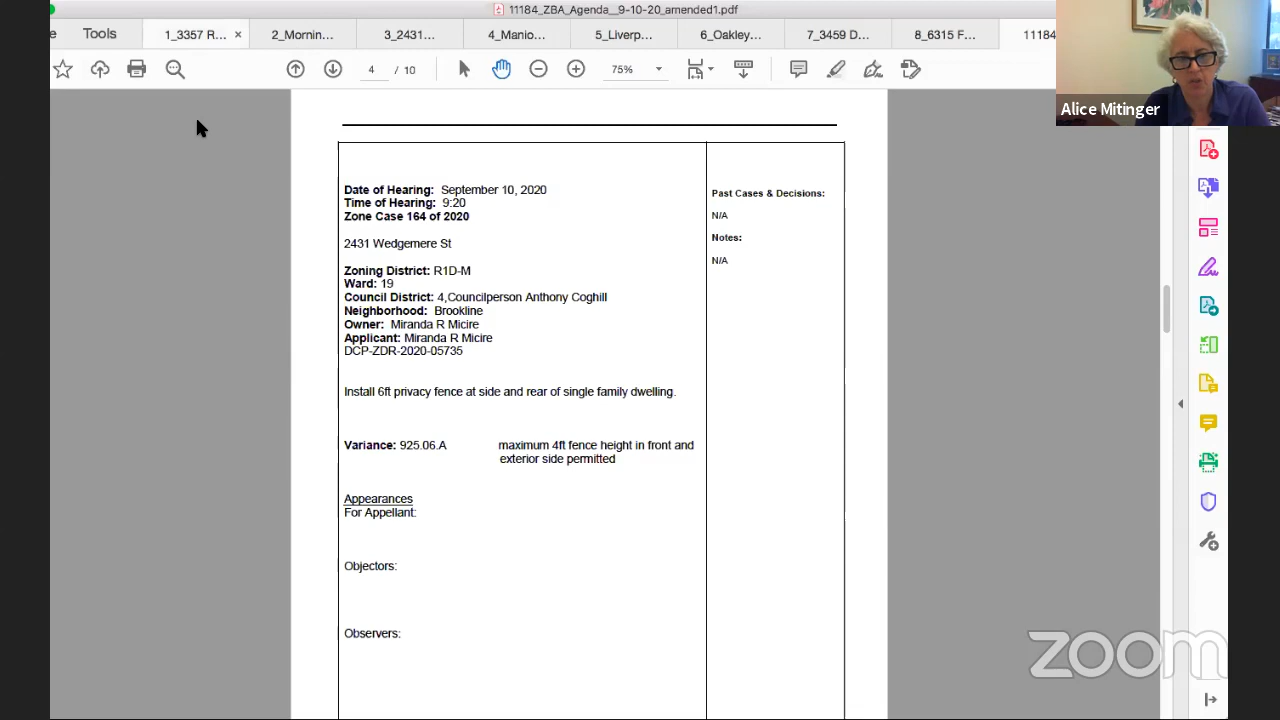 11184_ZBA_Agenda__9-10-20_amended1.pdf
e
Tools
1_3357 R... ×
2_Mornin...
3_2431...
4_Manio...
5_Liverp...
6_Oakley...
7_3459 D...
8_6315 F...
11184
4 / 10
75%
Alice Mitinger
Date of Hearing: September 10, 2020
Time of Hearing: 9:20
Zone Case 164 of 2020
2431 Wedgemere St
Zoning District: R1D-M
Ward: 19
Council District: 4,Councilperson Anthony Coghill
Neighborhood: Brookline
Owner: Miranda R Micire
Applicant: Miranda R Micire
DCP-ZDR-2020-05735
Install 6ft privacy fence at side and rear of single family dwelling.
Variance: 925.06.A maximum 4ft fence height in front and
exterior side permitted
Appearances
For Appellant:
Objectors:
Observers:
Past Cases & Decisions:
N/A
Notes:
N/A
zoom